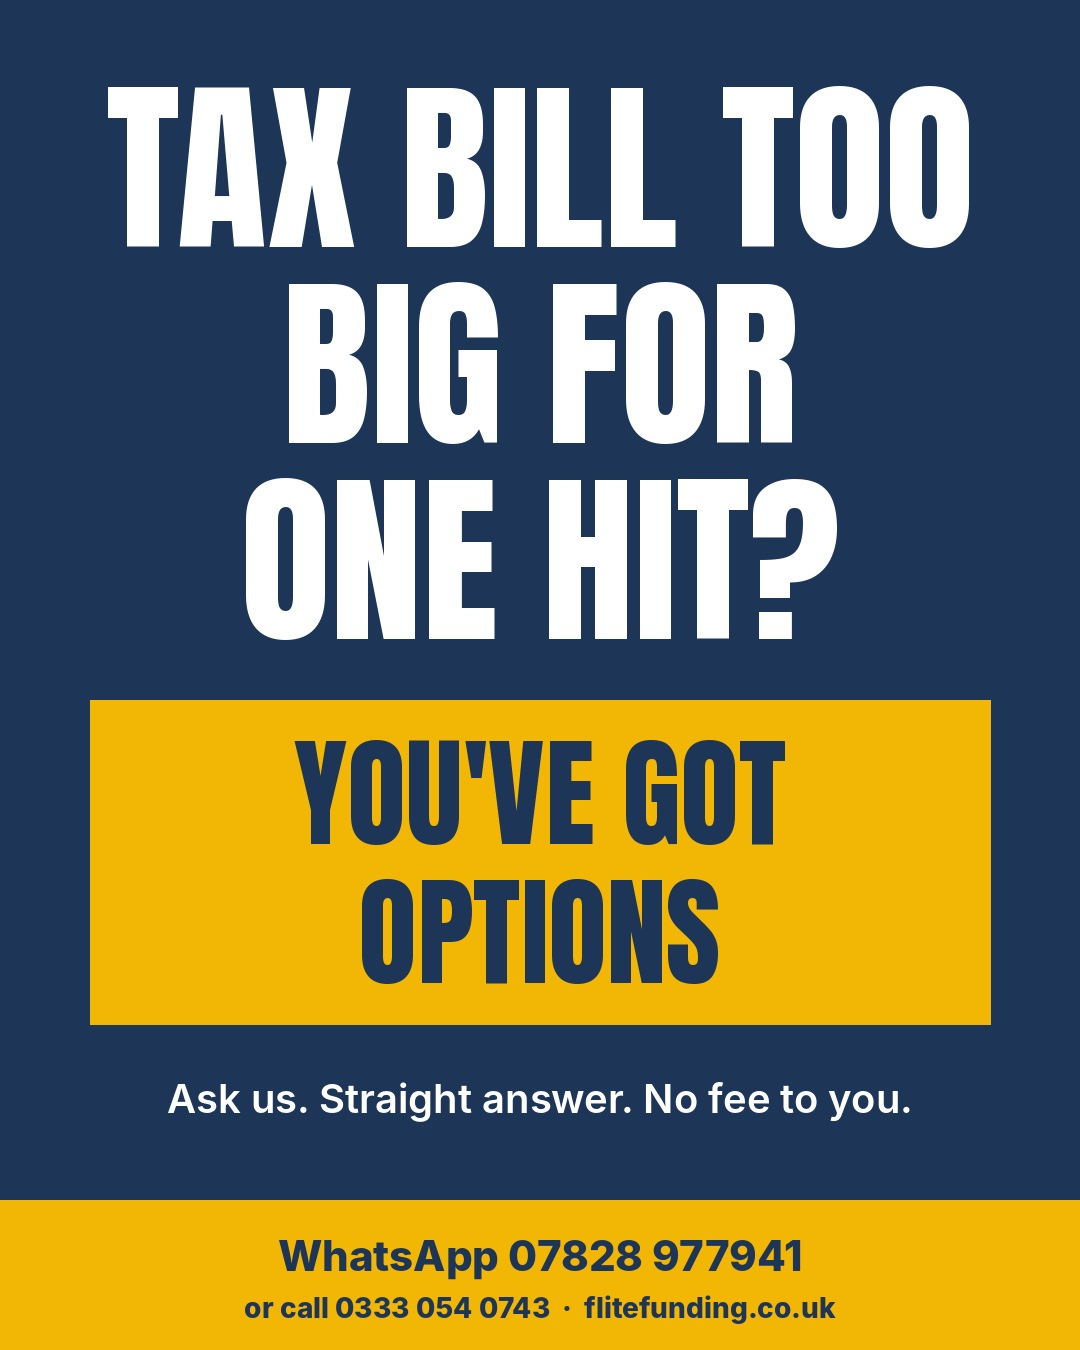 TAX BILL TOO
BIG FOR
ONE HIT?
YOU'VE GOT
OPTIONS
Ask us. Straight answer. No fee to you.
WhatsApp 07828 977941
or call 0333 054 0743 · flitefunding.co.uk